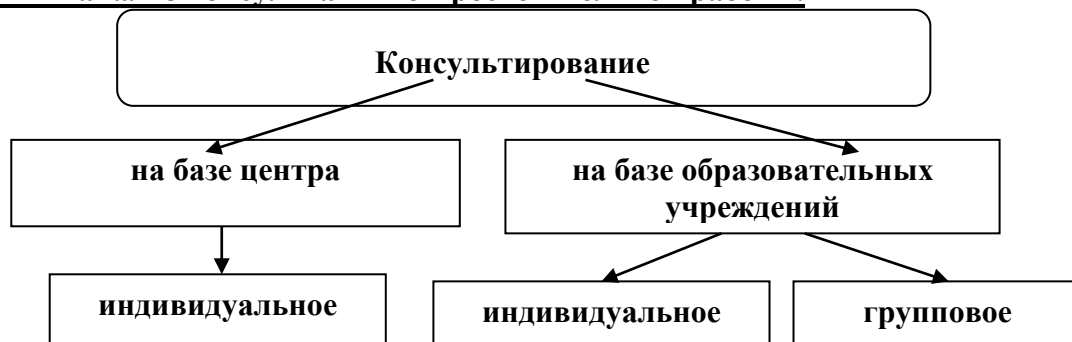 Консультирование
на базе центра
на базе образовательных
учреждений
индивидуальное
индивидуальное
групповое